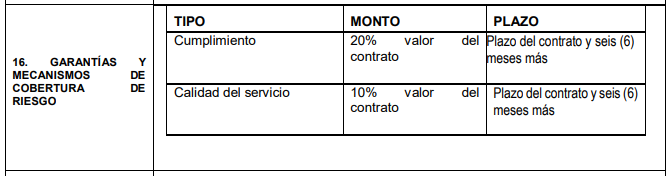 16. GARANTÍAS Y
MECANISMOS DE
COBERTURA DE
RIESGO
TIPO MONTO PLAZO
Cumplimiento 20% valor del Plazo del contrato y seis (6)
contrato meses más
Calidad del servicio 10% valor del Plazo del contrato y seis (6)
contrato meses más